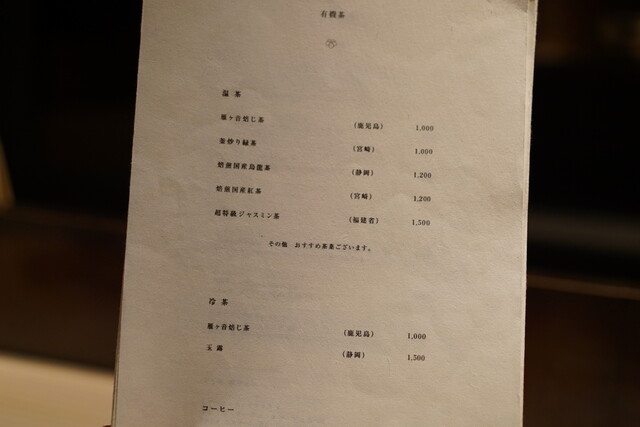 有機茶
温茶
雁ヶ音焙じ茶 (鹿児島) 1,000
釜炒り緑茶 (宮崎) 1,000
焙煎国産烏龍茶 (静岡) 1,200
焙煎国産紅茶 (宮崎) 1,200
超特級ジャスミン茶 (福建省) 1,500
その他 おすすめ茶葉ございます。
冷茶
雁ヶ音焙じ茶 (鹿児島) 1,000
玉露 (静岡) 1,500
コーヒー